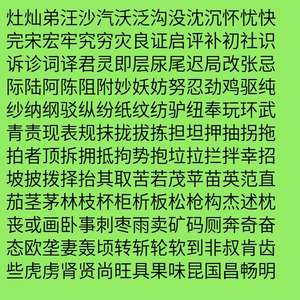 灶灿弟汪沙汽沃泛沟没沈沉怀忧快
完宋宏牢究穷灾良证启评补初社识
诉诊词译君灵即层尿尾迟局改张忌
际陆阿陈阻附妙妖妨努忍劲鸡驱纯
纱纳纲驳纵纷纸纹纺驴纽奉玩环武
青责现表规抹拢拔拣担坦押抽拐拖
拍者顶拆拥抵拘势抱垃拉拦拌幸招
坡披拨择抬其取苦若茂苹苗英范直
茄茎茅林枝杯柜析板松枪构杰述枕
丧或画卧事刺枣雨卖矿码厕奔奇奋
态欧垄妻轰顷转斩轮软到非叔肯齿
些虎虏肾贤尚旺具果味昆国昌畅明